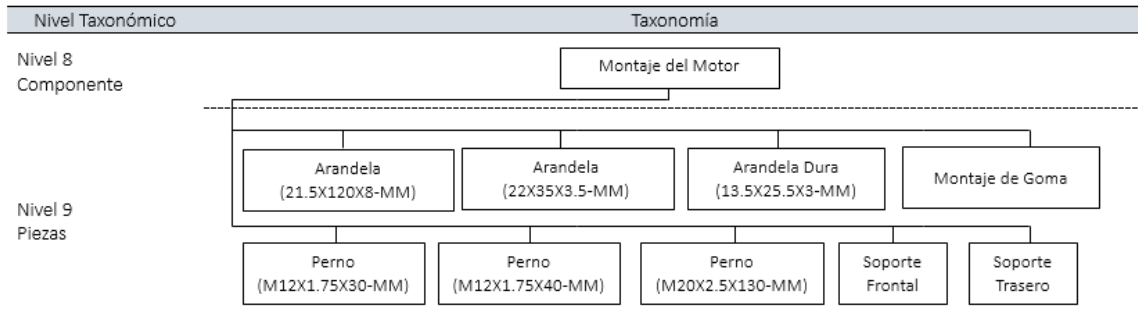 Nivel Taxonómico Taxonomía
Nivel 8
Componente
Montaje del Motor
Nivel 9
Piezas
Arandela
(21.5X120X8-MM)
Arandela
(22X35X3.5-MM)
Arandela Dura
(13.5X25.5X3-MM)
Montaje de Goma
Perno
(M12X1.75X30-MM)
Perno
(M12X1.75X40-MM)
Perno
(M20X2.5X130-MM)
Soporte
Frontal
Soporte
Trasero